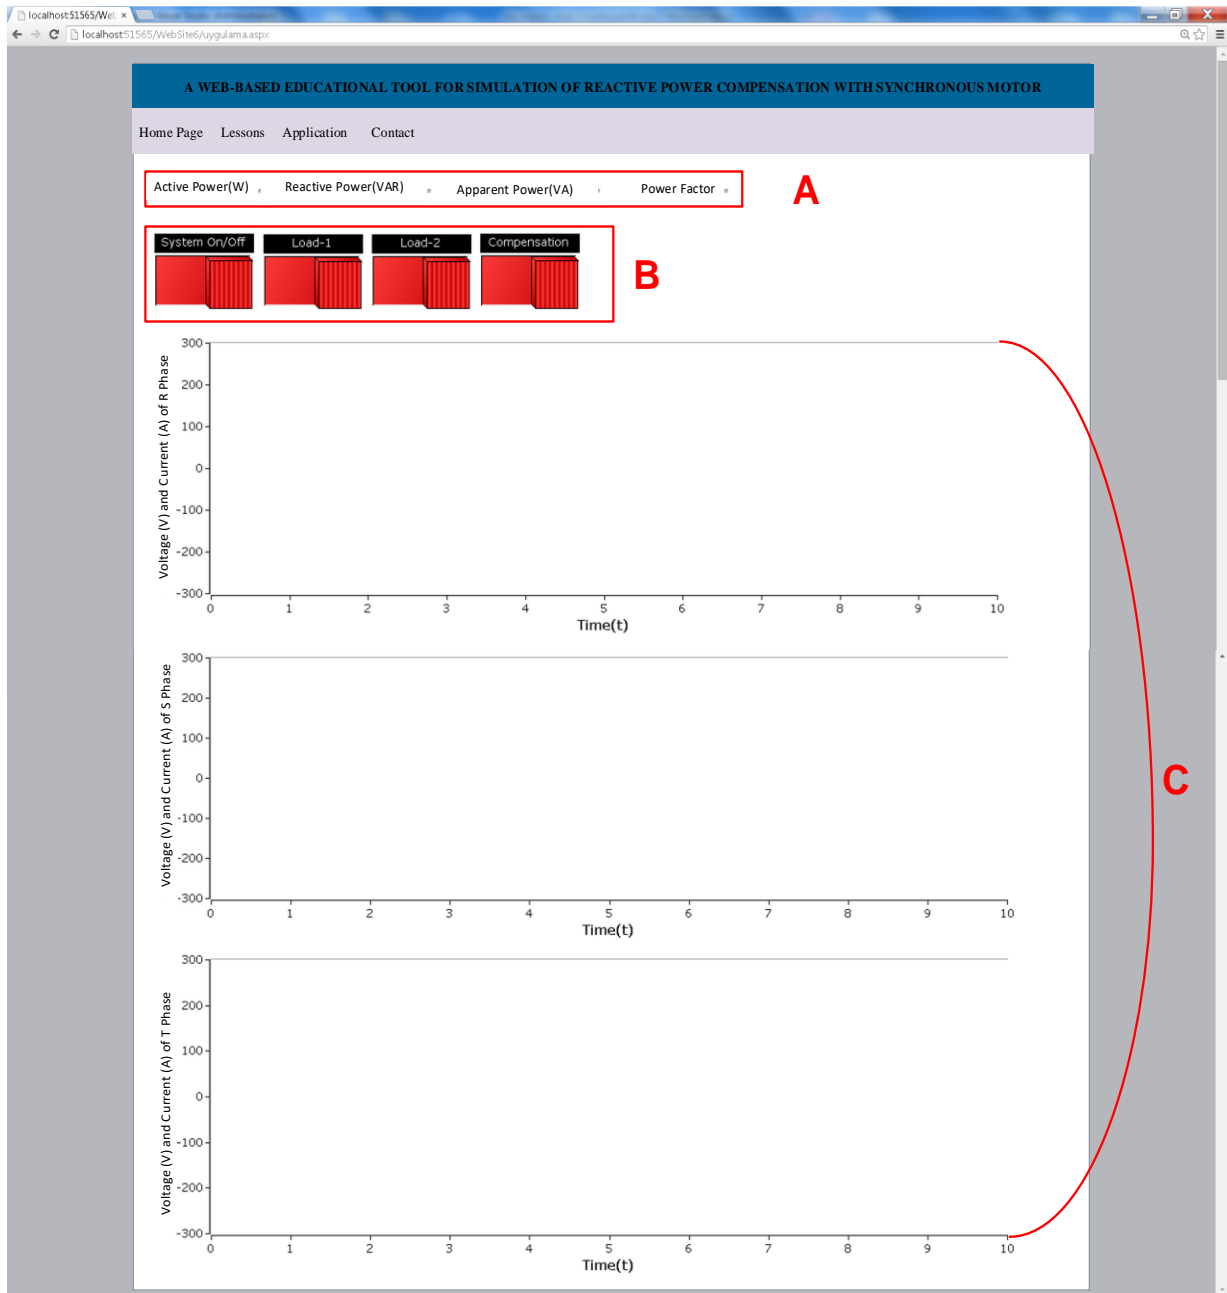 localhost:51565/Web
localhost:51565/WebSite6/uygulama.aspx
A WEB-BASED EDUCATIONAL TOOL FOR SIMULATION OF REACTIVE POWER COMPENSATION WITH SYNCHRONOUS MOTOR
Home Page Lessons Application Contact
Active Power(W) Reactive Power(VAR) Apparent Power(VA) Power Factor
A
System On/Off Load-1 Load-2 Compensation
B
Voltage (V) and Current (A) of R Phase
300
200
100
0
-100
-200
-300
0 1 2 3 4 5 6 7 8 9 10
Time(t)
Voltage (V) and Current (A) of S Phase
300
200
100
0
-100
-200
-300
0 1 2 3 4 5 6 7 8 9 10
Time(t)
C
Voltage (V) and Current (A) of T Phase
300
200
100
0
-100
-200
-300
0 1 2 3 4 5 6 7 8 9 10
Time(t)